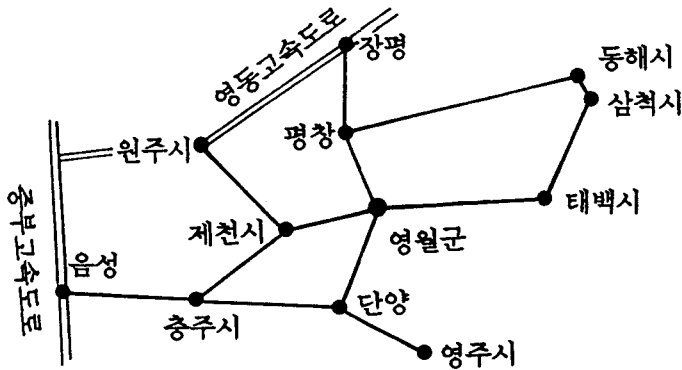 영동고속도로
장평
동해시
삼척시
평창
원주시
태백시
제천시
영월군
중부고속도로
음성
단양
충주시
영주시